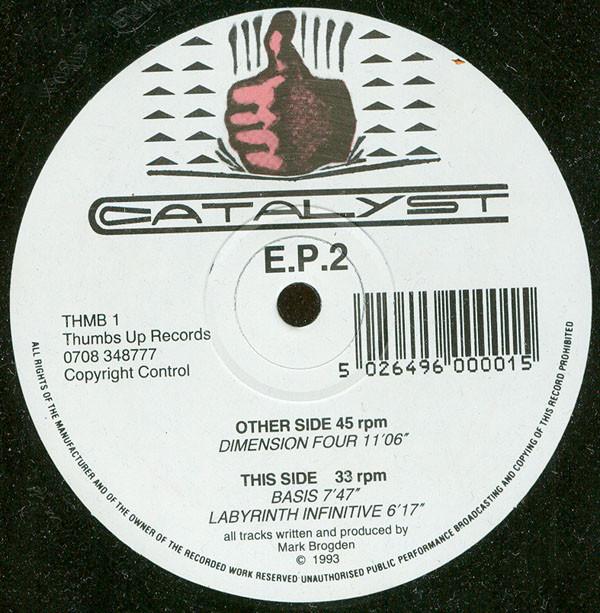 CATALYST
E.P.2
THMB 1
Thumbs Up Records
0708 348777
Copyright Control
5 026496 000015
OTHER SIDE 45 rpm
DIMENSION FOUR 11'06"
THIS SIDE 33 rpm
BASIS 7'47"
LABYRINTH INFINITIVE 6'17"
all tracks written and produced by
Mark Brogden
© 1993
ALL RIGHTS OF THE MANUFACTURER AND OF THE OWNER OF THE RECORDED WORK RESERVED UNAUTHORISED PUBLIC PERFORMANCE BROADCASTING AND COPYING OF THIS RECORD PROHIBITED